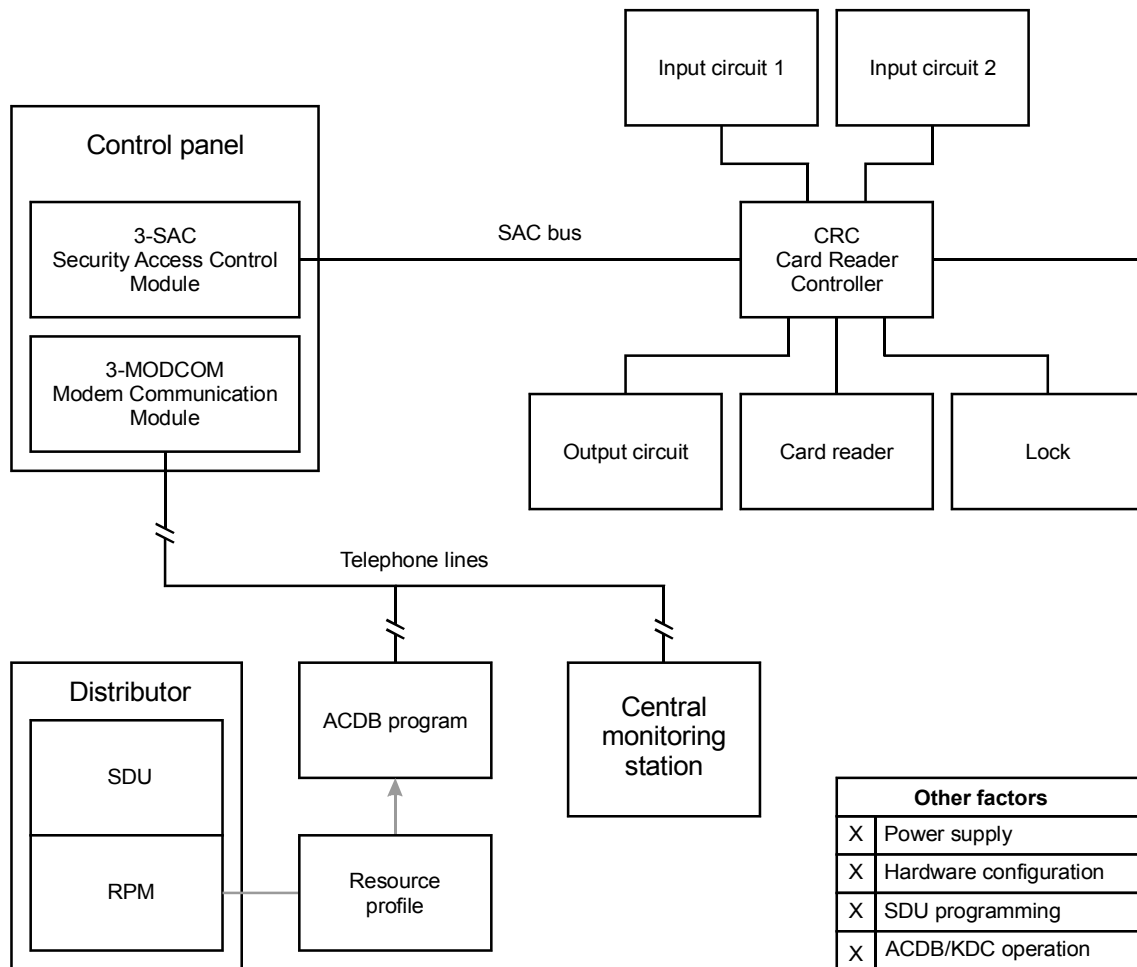 Input circuit 1
Input circuit 2
Control panel
3-SAC
Security Access Control
Module
SAC bus
CRC
Card Reader
Controller
3-MODCOM
Modem Communication
Module
Output circuit
Card reader
Lock
Telephone lines
Distributor
SDU
RPM
ACDB program
Resource
profile
Central
monitoring
station
Other factors
X Power supply
X Hardware configuration
X SDU programming
X ACDB/KDC operation